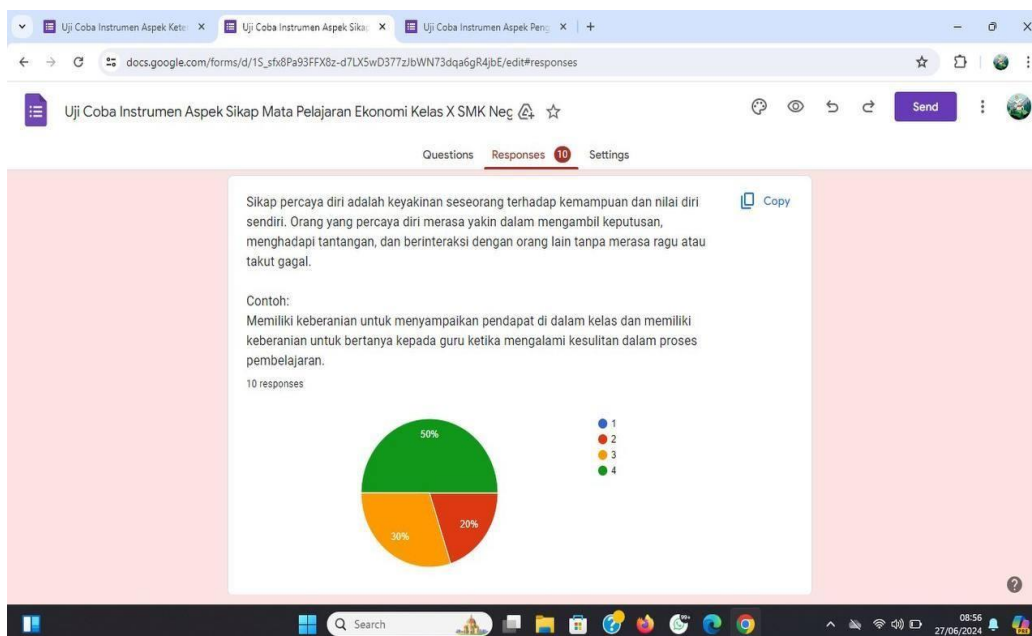 Uji Coba Instrumen Aspek Kete
Uji Coba Instrumen Aspek Sikap
Uji Coba Instrumen Aspek Peng
docs.google.com/forms/d/1S_sfx8Pa93FFX8z-d7LX5wD377zJbWN73dqa6gR4jbE/edit#responses
Uji Coba Instrumen Aspek Sikap Mata Pelajaran Ekonomi Kelas X SMK Neg
Send
Questions Responses 10 Settings
Sikap percaya diri adalah keyakinan seseorang terhadap kemampuan dan nilai diri
Copy
sendiri. Orang yang percaya diri merasa yakin dalam mengambil keputusan,
menghadapi tantangan, dan berinteraksi dengan orang lain tanpa merasa ragu atau
takut gagal.
Contoh:
Memiliki keberanian untuk menyampaikan pendapat di dalam kelas dan memiliki
keberanian untuk bertanya kepada guru ketika mengalami kesulitan dalam proses
pembelajaran.
10 responses
50%
30%
20%
1
2
3
4
Search
99+
08:56
27/06/2024